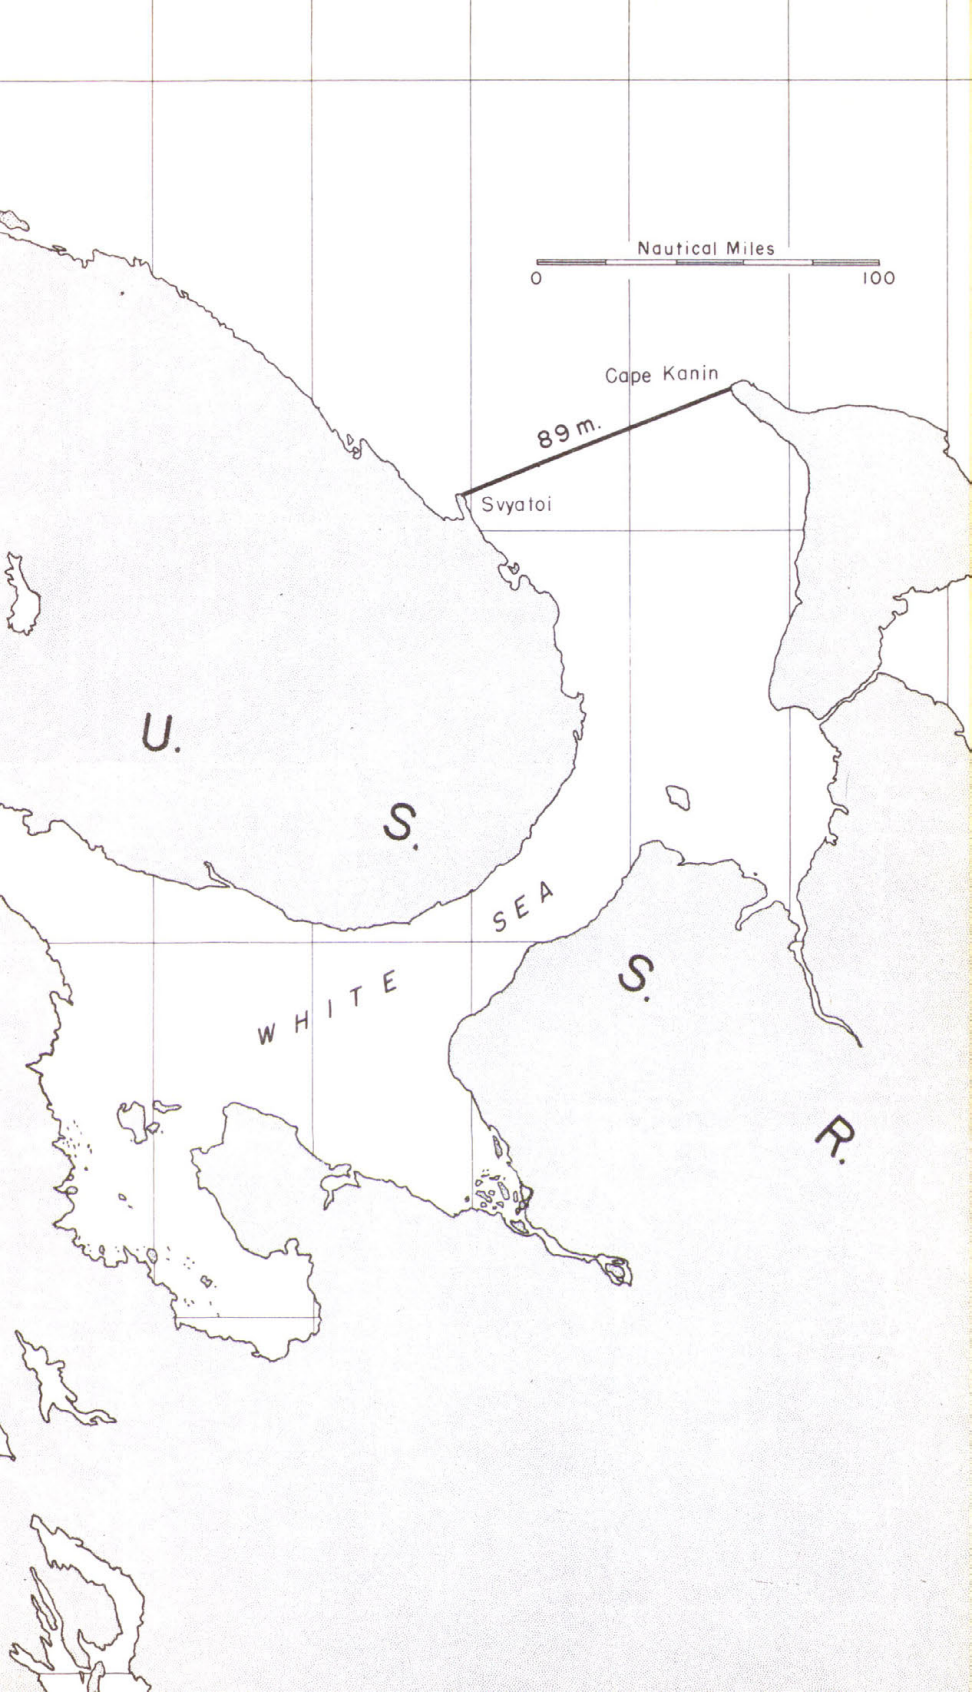 Nautical Miles
0 100
Cape Kanin
89 m.
Svyatoi
U.
S.
S.
R.
WHITE SEA